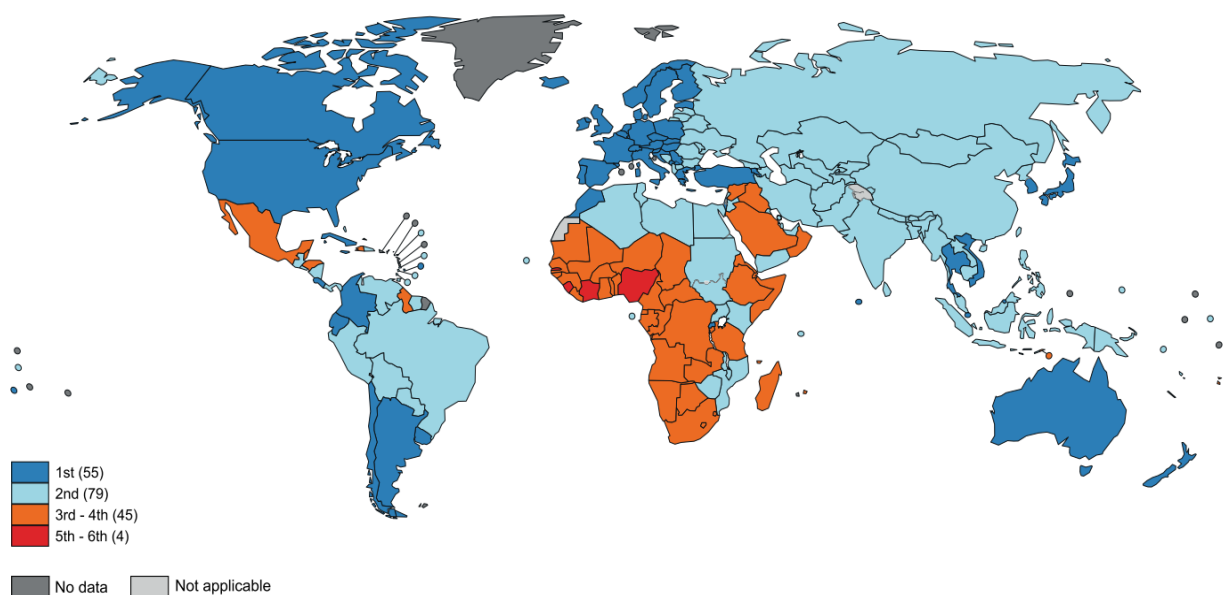 1st (55)
2nd (79)
3rd - 4th (45)
5th - 6th (4)
No data
Not applicable